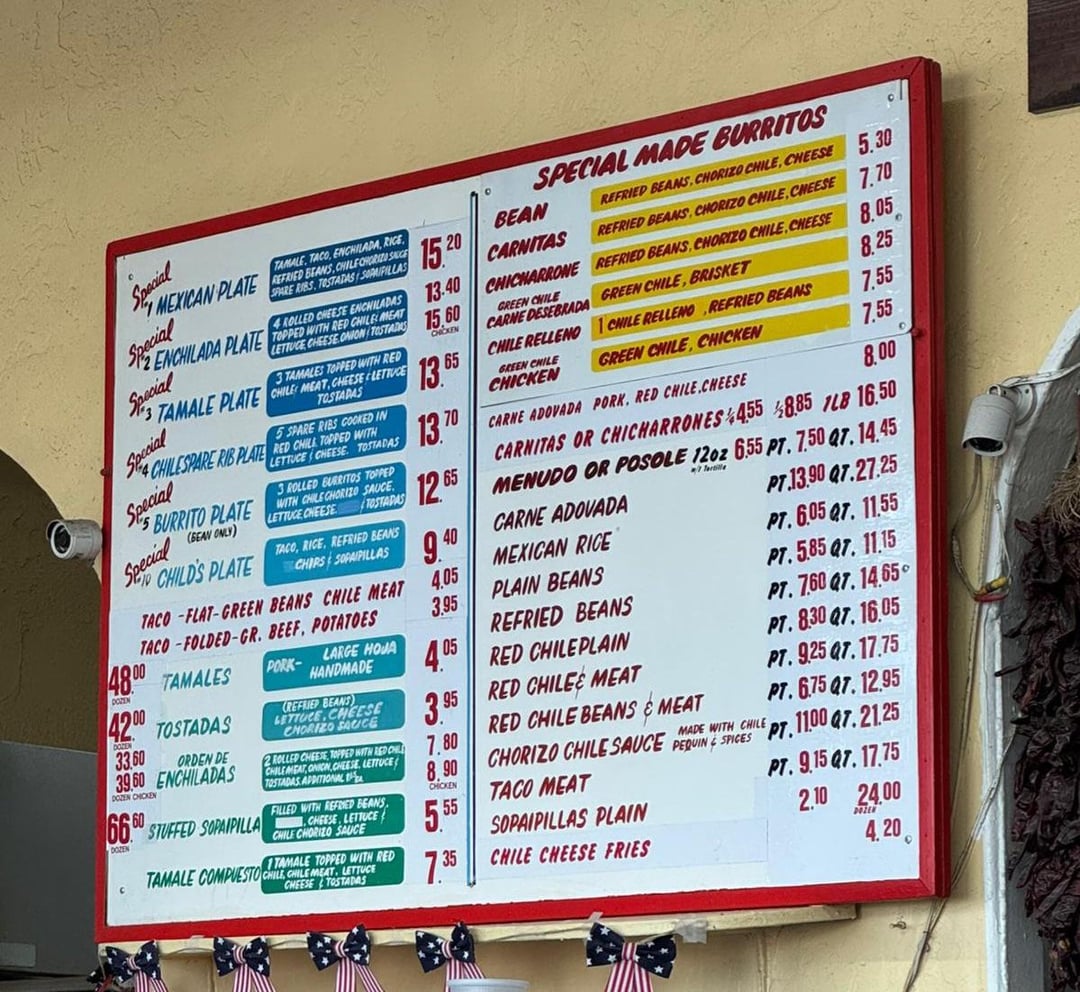 Special #1 MEXICAN PLATE
TAMALE, TACO, ENCHILADA, RICE,
REFRIED BEANS, CHILE CHORIZO SAUCE
SPARE RIBS, TOSTADAS & SOPAIPILLAS
15.20
Special #2 ENCHILADA PLATE
4 ROLLED CHEESE ENCHILADAS
TOPPED WITH RED CHILE & MEAT
LETTUCE, CHEESE, ONION & TOSTADAS
13.40
15.60
CHICKEN
Special #3 TAMALE PLATE
3 TAMALES TOPPED WITH RED
CHILE & MEAT, CHEESE & LETTUCE
TOSTADAS
13.65
Special #4 CHILE SPARE RIB PLATE
5 SPARE RIBS COOKED IN
RED CHILE TOPPED WITH
LETTUCE & CHEESE. TOSTADAS
13.70
Special #5 BURRITO PLATE
(BEAN ONLY)
3 ROLLED BURRITOS TOPPED
WITH CHILE CHORIZO SAUCE.
LETTUCE CHEESE. & TOSTADAS
12.65
Special #10 CHILD'S PLATE
TACO, RICE, REFRIED BEANS
CHIPS & SOPAIPILLAS
9.40
TACO -FLAT-GREEN BEANS CHILE MEAT 4.05
TACO -FOLDED-GR. BEEF, POTATOES 3.95
48.00 DOZEN TAMALES
PORK- LARGE HOJA
HANDMADE
4.05
42.00 DOZEN TOSTADAS
(REFRIED BEANS)
LETTUCE, CHEESE
CHORIZO SAUCE
3.95
33.60
39.60
DOZEN CHICKEN
ORDEN DE
ENCHILADAS
2 ROLLED CHEESE, TOPPED WITH RED CHILE
CHILE MEAT, ONION, CHEESE, LETTUCE &
TOSTADAS. ADDITIONAL
7.80
8.90
CHICKEN
66.60 DOZEN STUFFED SOPAIPILLA
FILLED WITH REFRIED BEANS,
, CHEESE, LETTUCE &
CHILE CHORIZO SAUCE
5.55
TAMALE COMPUESTO
1 TAMALE TOPPED WITH RED
CHILE, CHILE MEAT, LETTUCE
CHEESE & TOSTADAS
7.35
SPECIAL MADE BURRITOS
BEAN REFRIED BEANS, CHORIZO CHILE, CHEESE 5.30
CARNITAS REFRIED BEANS, CHORIZO CHILE, CHEESE 7.70
CHICHARRONE REFRIED BEANS, CHORIZO CHILE, CHEESE 8.05
GREEN CHILE
CARNE DESEBRADA GREEN CHILE, BRISKET 8.25
CHILE RELLENO 1 CHILE RELLENO , REFRIED BEANS 7.55
GREEN CHILE
CHICKEN GREEN CHILE, CHICKEN 7.55
CARNE ADOVADA PORK, RED CHILE, CHEESE 8.00
CARNITAS OR CHICHARRONES 1/4 4.55 1/2 8.85 1LB 16.50
MENUDO OR POSOLE 12oz 6.55 PT. 7.50 QT. 14.45
w/1 Tortilla
CARNE ADOVADA PT. 13.90 QT. 27.25
MEXICAN RICE PT. 6.05 QT. 11.55
PLAIN BEANS PT. 5.85 QT. 11.15
REFRIED BEANS PT. 7.60 QT. 14.65
RED CHILE PLAIN PT. 8.30 QT. 16.05
RED CHILE & MEAT PT. 9.25 QT. 17.75
RED CHILE BEANS & MEAT PT. 6.75 QT. 12.95
CHORIZO CHILE SAUCE MADE WITH CHILE PT. 11.00 QT. 21.25
PEQUIN & SPICES
TACO MEAT PT. 9.15 QT. 17.75
SOPAIPILLAS PLAIN 2.10 24.00
DOZEN
CHILE CHEESE FRIES 4.20